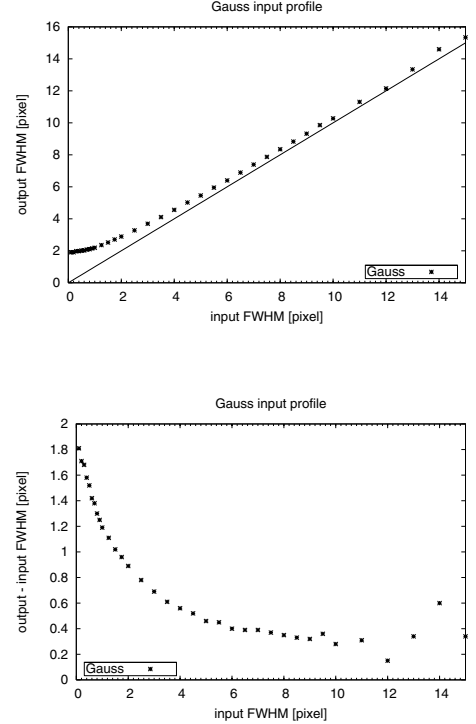 Gauss input profile
16
14
12
10
8
6
4
2
0
output FWHM [pixel]
Gauss
0 2 4 6 8 10 12 14
input FWHM [pixel]
Gauss input profile
2
1.8
1.6
1.4
1.2
1
0.8
0.6
0.4
0.2
0
output - input FWHM [pixel]
Gauss
0 2 4 6 8 10 12 14
input FWHM [pixel]